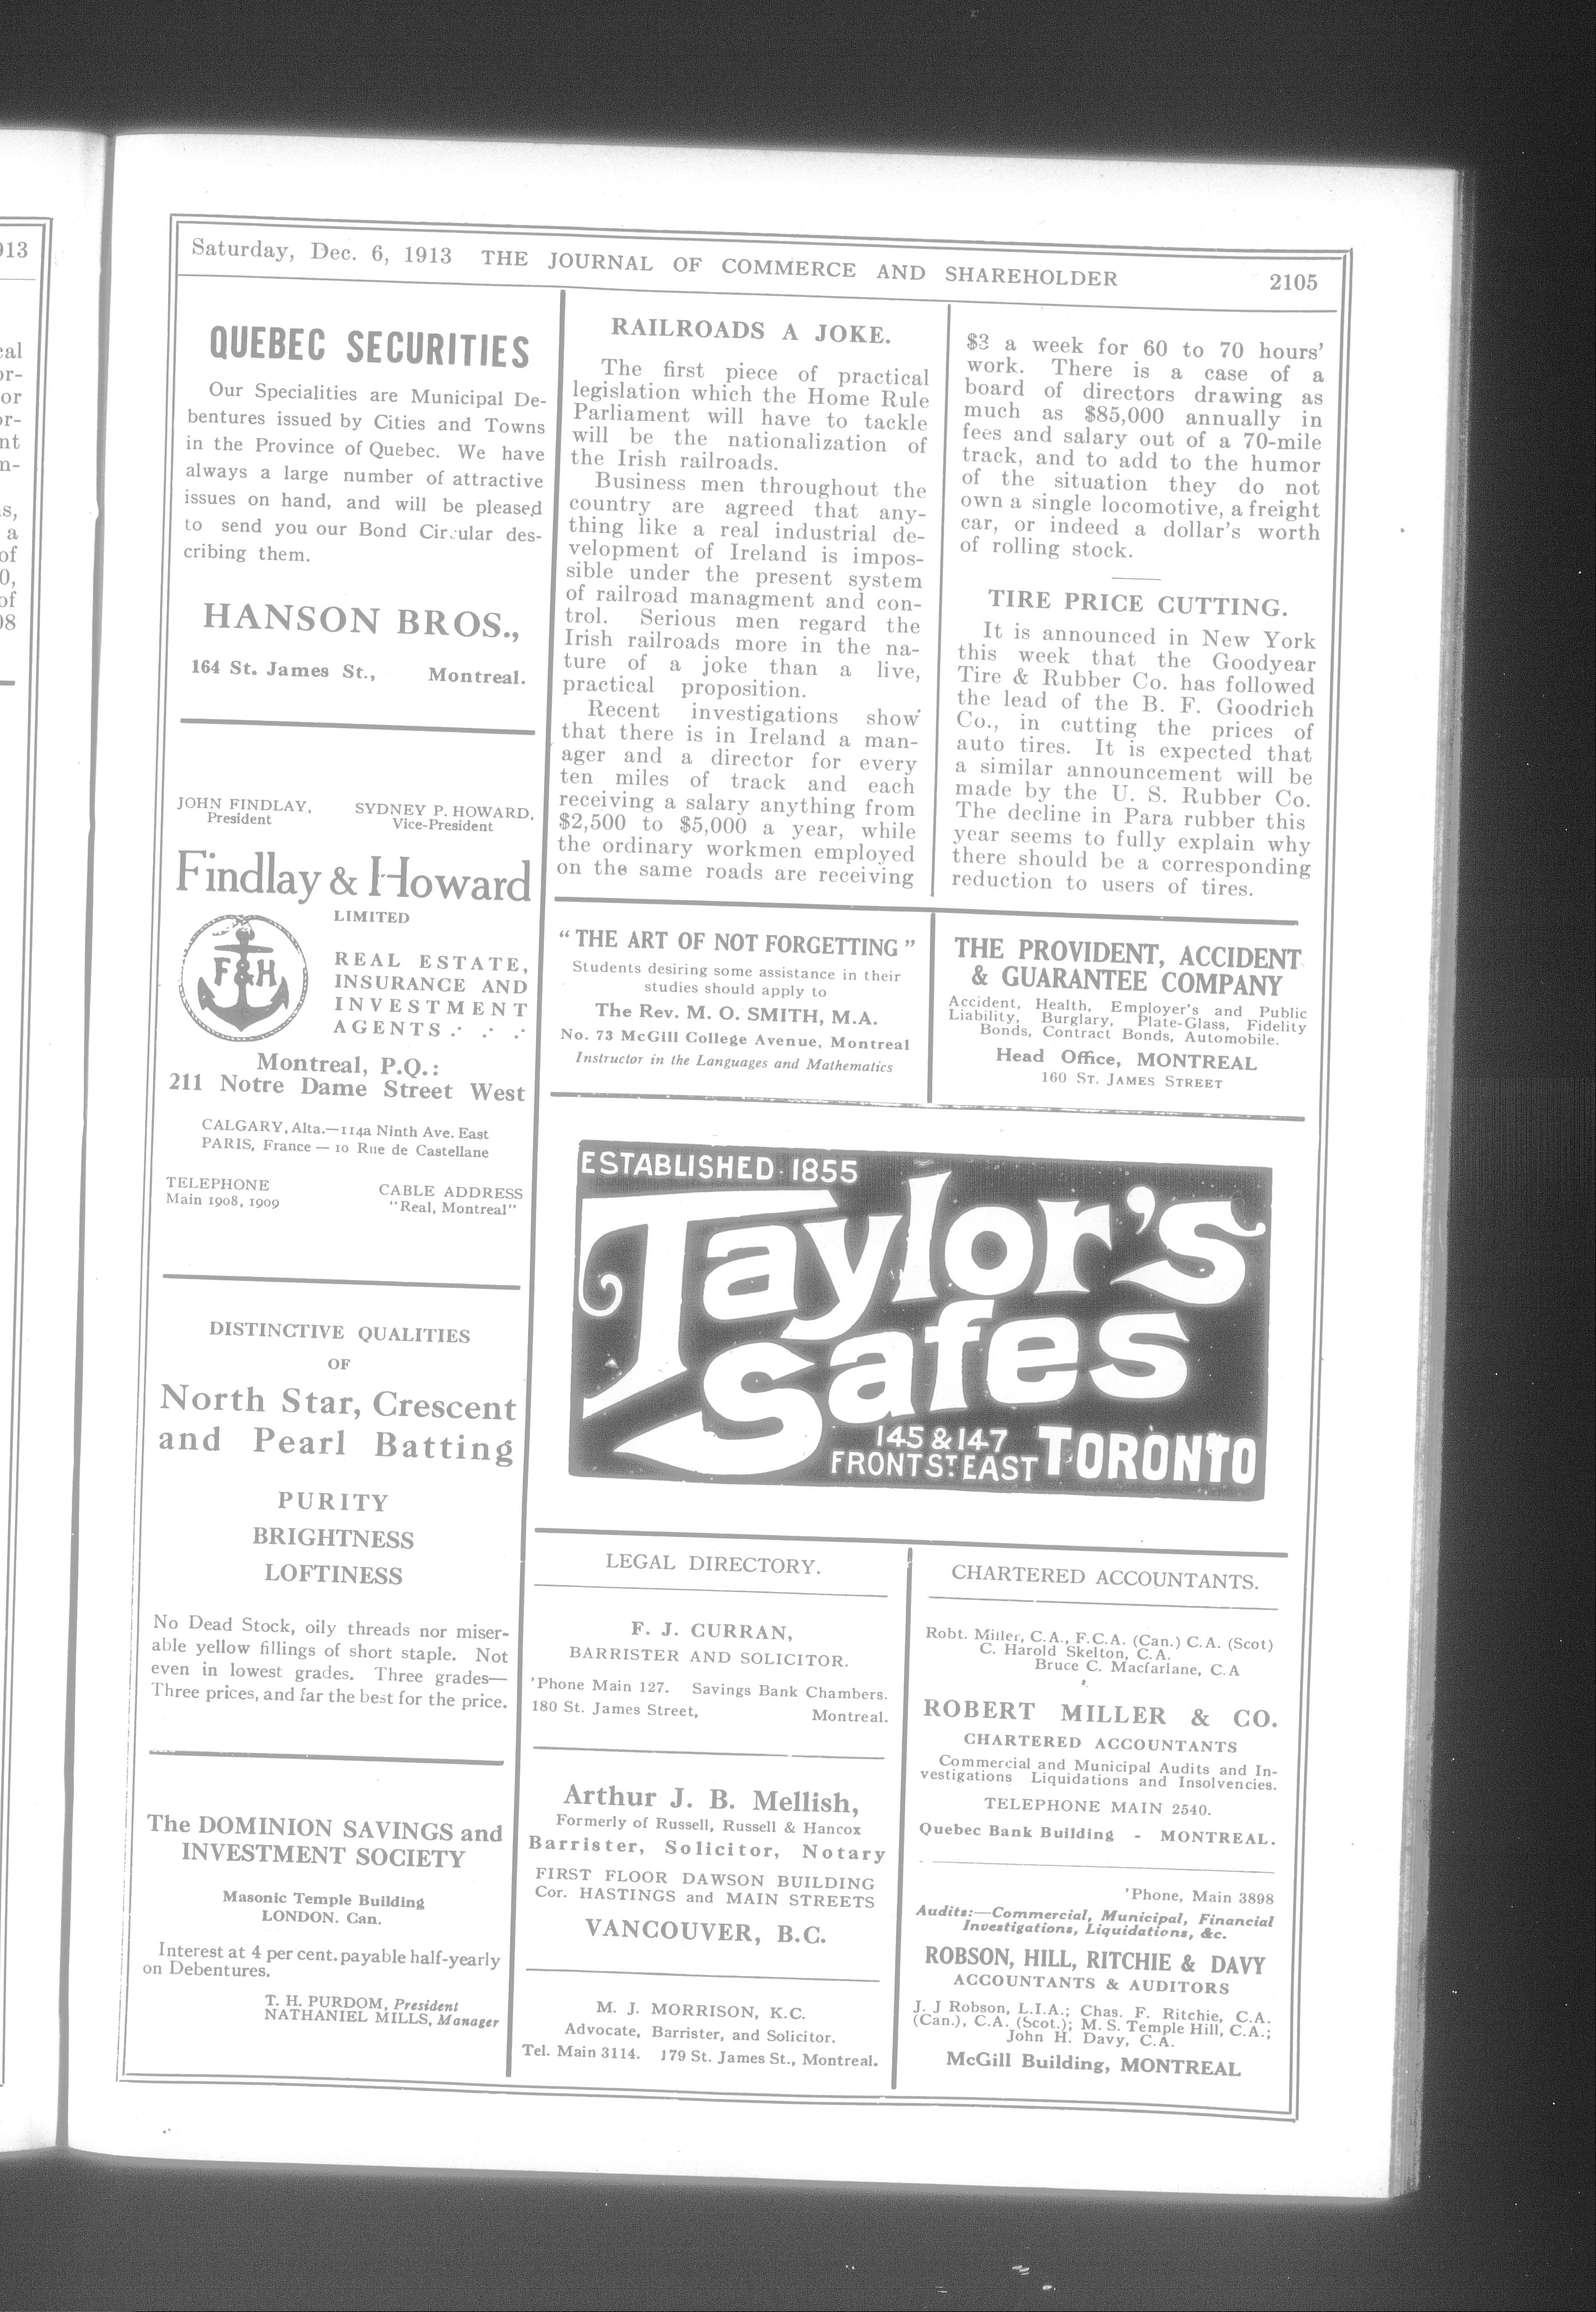 Saturday, Dec. 6, 1913 THE JOURNAL OF COMMERCE AND SHAREHOLDER 2105
QUEBEC SECURITIES
Our Specialities are Municipal De-
bentures issued by Cities and Towns
in the Province of Quebec. We have
always a large number of attractive
issues on hand, and will be pleased
to send you our Bond Circular des-
cribing them.
HANSON BROS.,
164 St. James St., Montreal.
JOHN FINDLAY, SYDNEY P. HOWARD,
President Vice-President
Findlay & Howard
LIMITED
F&H
REAL ESTATE,
INSURANCE AND
INVESTMENT
AGENTS
Montreal, P.Q.:
211 Notre Dame Street West
CALGARY, Alta.—114a Ninth Ave. East
PARIS, France — 10 Rue de Castellane
TELEPHONE CABLE ADDRESS
Main 1908, 1909 "Real, Montreal"
DISTINCTIVE QUALITIES
OF
North Star, Crescent
and Pearl Batting
PURITY
BRIGHTNESS
LOFTINESS
No Dead Stock, oily threads nor miser-
able yellow fillings of short staple. Not
even in lowest grades. Three grades—
Three prices, and far the best for the price.
The DOMINION SAVINGS and
INVESTMENT SOCIETY
Masonic Temple Building
LONDON. Can.
Interest at 4 per cent. payable half-yearly
on Debentures.
T. H. PURDOM, President
NATHANIEL MILLS, Manager
RAILROADS A JOKE.
The first piece of practical
legislation which the Home Rule
Parliament will have to tackle
will be the nationalization of
the Irish railroads.
Business men throughout the
country are agreed that any-
thing like a real industrial de-
velopment of Ireland is impos-
sible under the present system
of railroad managment and con-
trol. Serious men regard the
Irish railroads more in the na-
ture of a joke than a live,
practical proposition.
Recent investigations show
that there is in Ireland a man-
ager and a director for every
ten miles of track and each
receiving a salary anything from
$2,500 to $5,000 a year, while
the ordinary workmen employed
on the same roads are receiving
$3 a week for 60 to 70 hours'
work. There is a case of a
board of directors drawing as
much as $85,000 annually in
fees and salary out of a 70-mile
track, and to add to the humor
of the situation they do not
own a single locomotive, a freight
car, or indeed a dollar's worth
of rolling stock.
TIRE PRICE CUTTING.
It is announced in New York
this week that the Goodyear
Tire & Rubber Co. has followed
the lead of the B. F. Goodrich
Co., in cutting the prices of
auto tires. It is expected that
a similar announcement will be
made by the U. S. Rubber Co.
The decline in Para rubber this
year seems to fully explain why
there should be a corresponding
reduction to users of tires.
"THE ART OF NOT FORGETTING"
Students desiring some assistance in their
studies should apply to
The Rev. M. O. SMITH, M.A.
No. 73 McGill College Avenue, Montreal
Instructor in the Languages and Mathematics
THE PROVIDENT, ACCIDENT
& GUARANTEE COMPANY
Accident, Health, Employer's and Public
Liability, Burglary, Plate-Glass, Fidelity
Bonds, Contract Bonds, Automobile.
Head Office, MONTREAL
160 ST. JAMES STREET
ESTABLISHED 1855
Taylor's
Safes
145 & 147
FRONT ST. EAST TORONTO
LEGAL DIRECTORY.
F. J. CURRAN,
BARRISTER AND SOLICITOR.
'Phone Main 127. Savings Bank Chambers.
180 St. James Street, Montreal.
Arthur J. B. Mellish,
Formerly of Russell, Russell & Hancox
Barrister, Solicitor, Notary
FIRST FLOOR DAWSON BUILDING
Cor. HASTINGS and MAIN STREETS
VANCOUVER, B.C.
M. J. MORRISON, K.C.
Advocate, Barrister, and Solicitor.
Tel. Main 3114. 179 St. James St., Montreal.
CHARTERED ACCOUNTANTS.
Robt. Miller, C.A., F.C.A. (Can.) C.A. (Scot)
C. Harold Skelton, C.A.
Bruce C. Macfarlane, C.A
ROBERT MILLER & CO.
CHARTERED ACCOUNTANTS
Commercial and Municipal Audits and In-
vestigations Liquidations and Insolvencies.
TELEPHONE MAIN 2540.
Quebec Bank Building - MONTREAL.
'Phone, Main 3898
Audits:—Commercial, Municipal, Financial
Investigations, Liquidations, &c.
ROBSON, HILL, RITCHIE & DAVY
ACCOUNTANTS & AUDITORS
J. J Robson, L.I.A.; Chas. F. Ritchie, C.A.
(Can.), C.A. (Scot.); M. S. Temple Hill, C.A.;
John H. Davy, C.A.
McGill Building, MONTREAL